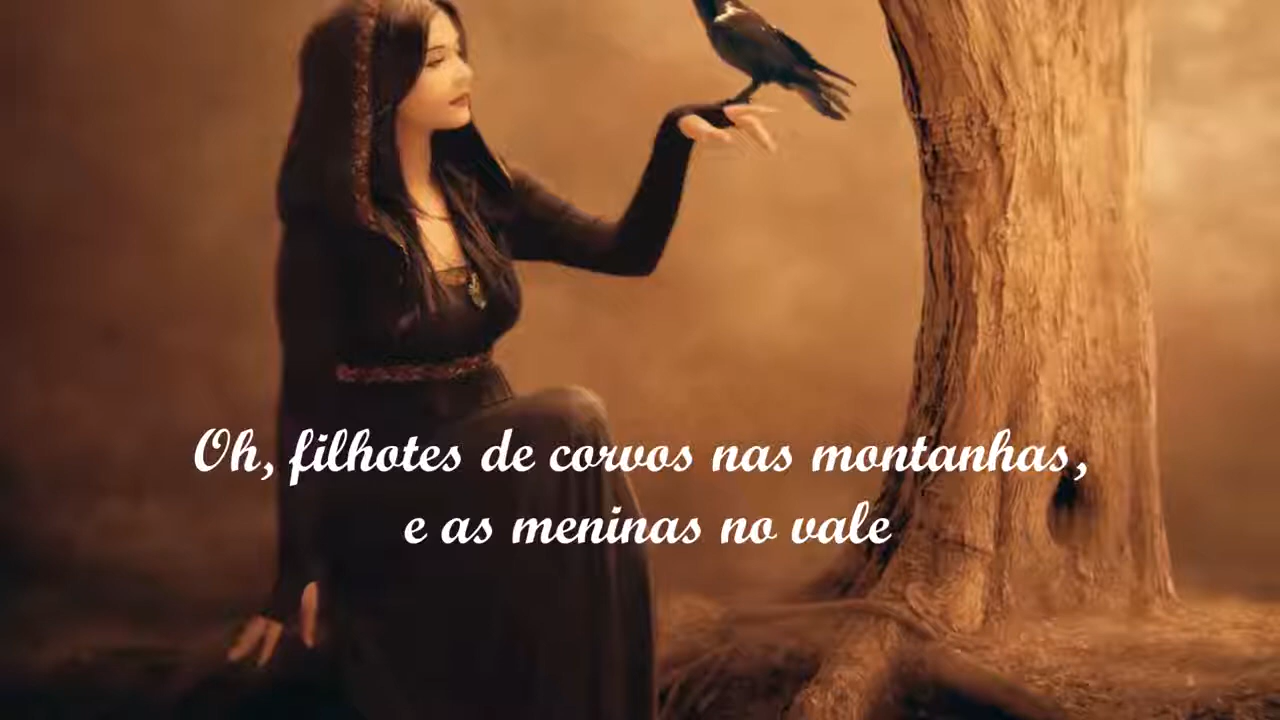 Oh, filhotes de corvos nas montanhas,
e as meninas no vale